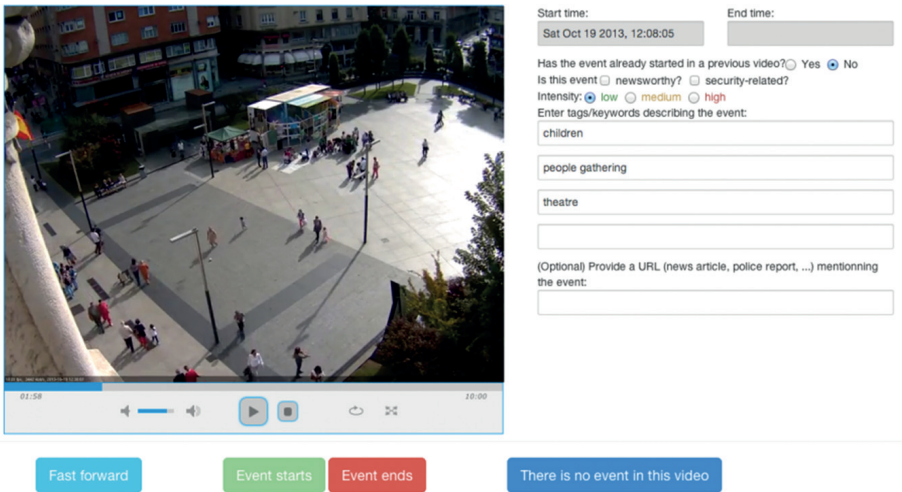 Start time:
End time:
Sat Oct 19 2013, 12:08:05
Has the event already started in a previous video? Yes No
Is this event newsworthy? security-related?
Intensity: low medium high
Enter tags/keywords describing the event:
children
people gathering
theatre
(Optional) Provide a URL (news article, police report, ...) mentionning
the event:
01:58
10:00
Fast forward
Event starts
Event ends
There is no event in this video